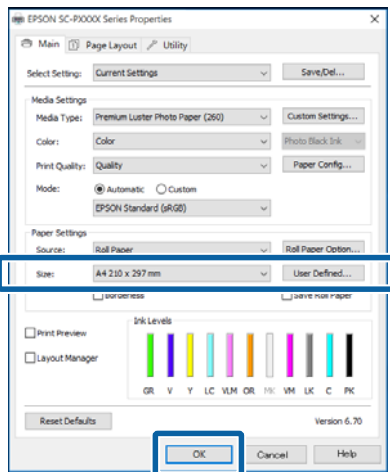 EPSON SC-PXXXX Series Properties
Main Page Layout Utility
Select Setting: Current Settings Save/Del...
Media Settings
Media Type: Premium Luster Photo Paper (260) Custom Settings...
Color: Color Photo Black Ink
Print Quality: Quality Paper Config...
Mode: Automatic Custom
EPSON Standard (sRGB)
Paper Settings
Source: Roll Paper Roll Paper Option...
Size: A4 210 x 297 mm User Defined...
Borderless Save Roll Paper
Print Preview
Layout Manager
Ink Levels
GR V Y LC VLM OR MK VM LK C PK
Reset Defaults Version 6.70
OK Cancel Help